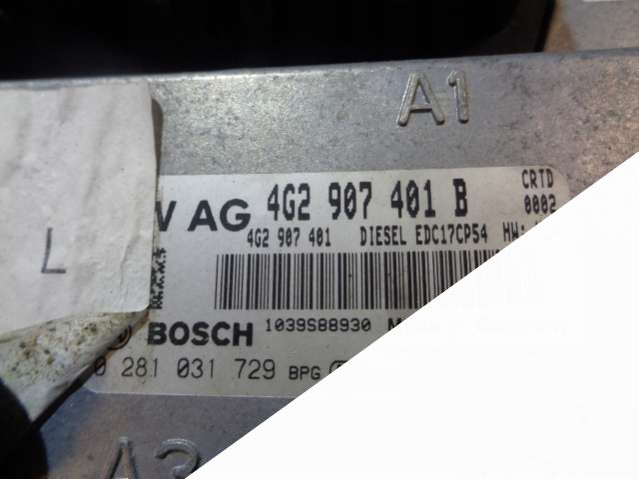 A1
AG 4G2 907 401 B CRTD
0002
4G2 907 401 DIESEL EDC17CP54 HW:
L
BOSCH 1039S88930
0 281 031 729 BPG
A3